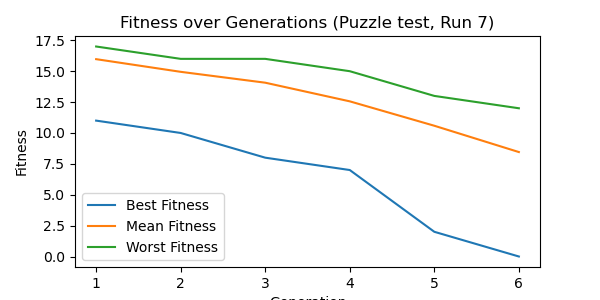 Fitness over Generations (Puzzle test, Run 7)
17.5
15.0
12.5
10.0
7.5
5.0
2.5
0.0
Fitness
Best Fitness
Mean Fitness
Worst Fitness
1 2 3 4 5 6
Generation